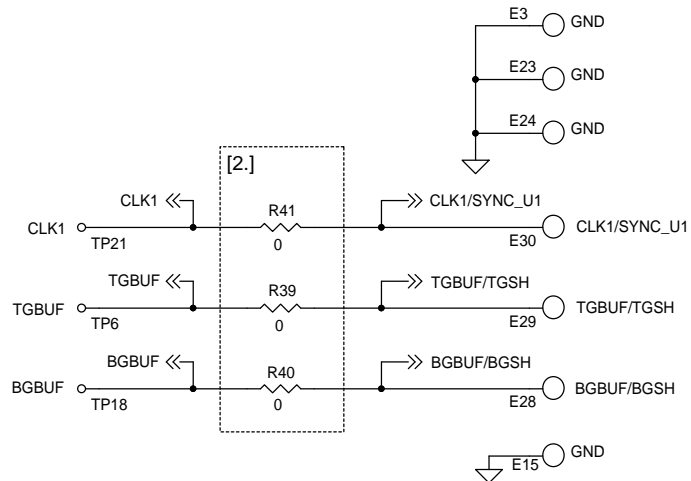 E3 GND
E23 GND
E24 GND
[2.]
CLK1 R41 CLK1/SYNC_U1
CLK1 TP21 0 E30 CLK1/SYNC_U1
TGBUF R39 TGBUF/TGSH
TGBUF TP6 0 E29 TGBUF/TGSH
BGBUF R40 BGBUF/BGSH
BGBUF TP18 0 E28 BGBUF/BGSH
E15 GND